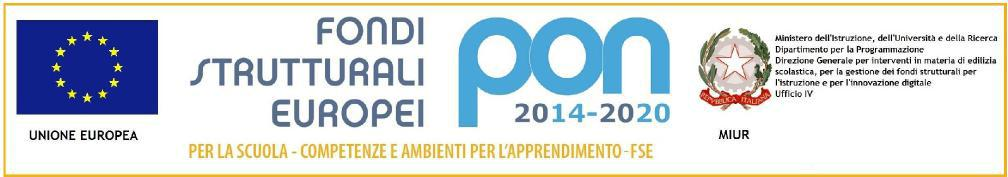 UNIONE EUROPEA
FONDI
STRUTTURALI
EUROPEI
pon
2014-2020
PER LA SCUOLA - COMPETENZE E AMBIENTI PER L'APPRENDIMENTO-FSE
REPVBBLICA ITALIANA
MIUR
Ministero dell'Istruzione, dell'Università e della Ricerca
Dipartimento per la Programmazione
Direzione Generale per interventi in materia di edilizia
scolastica, per la gestione dei fondi strutturali per
l'istruzione e per l'innovazione digitale
Ufficio IV